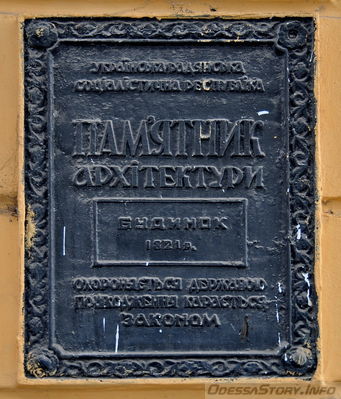 УКРАЇНСЬКА РАДЯНСЬКА
СОЦІАЛІСТИЧНА РЕСПУБЛІКА
ПАМ'ЯТНИК
АРХІТЕКТУРИ
БУДИНОК
1821 р.
ОХОРОНЯЄТЬСЯ ДЕРЖАВОЮ
ПОШКОДЖЕННЯ КАРАЄТЬСЯ
ЗАКОНОМ
OdessaStory.Info